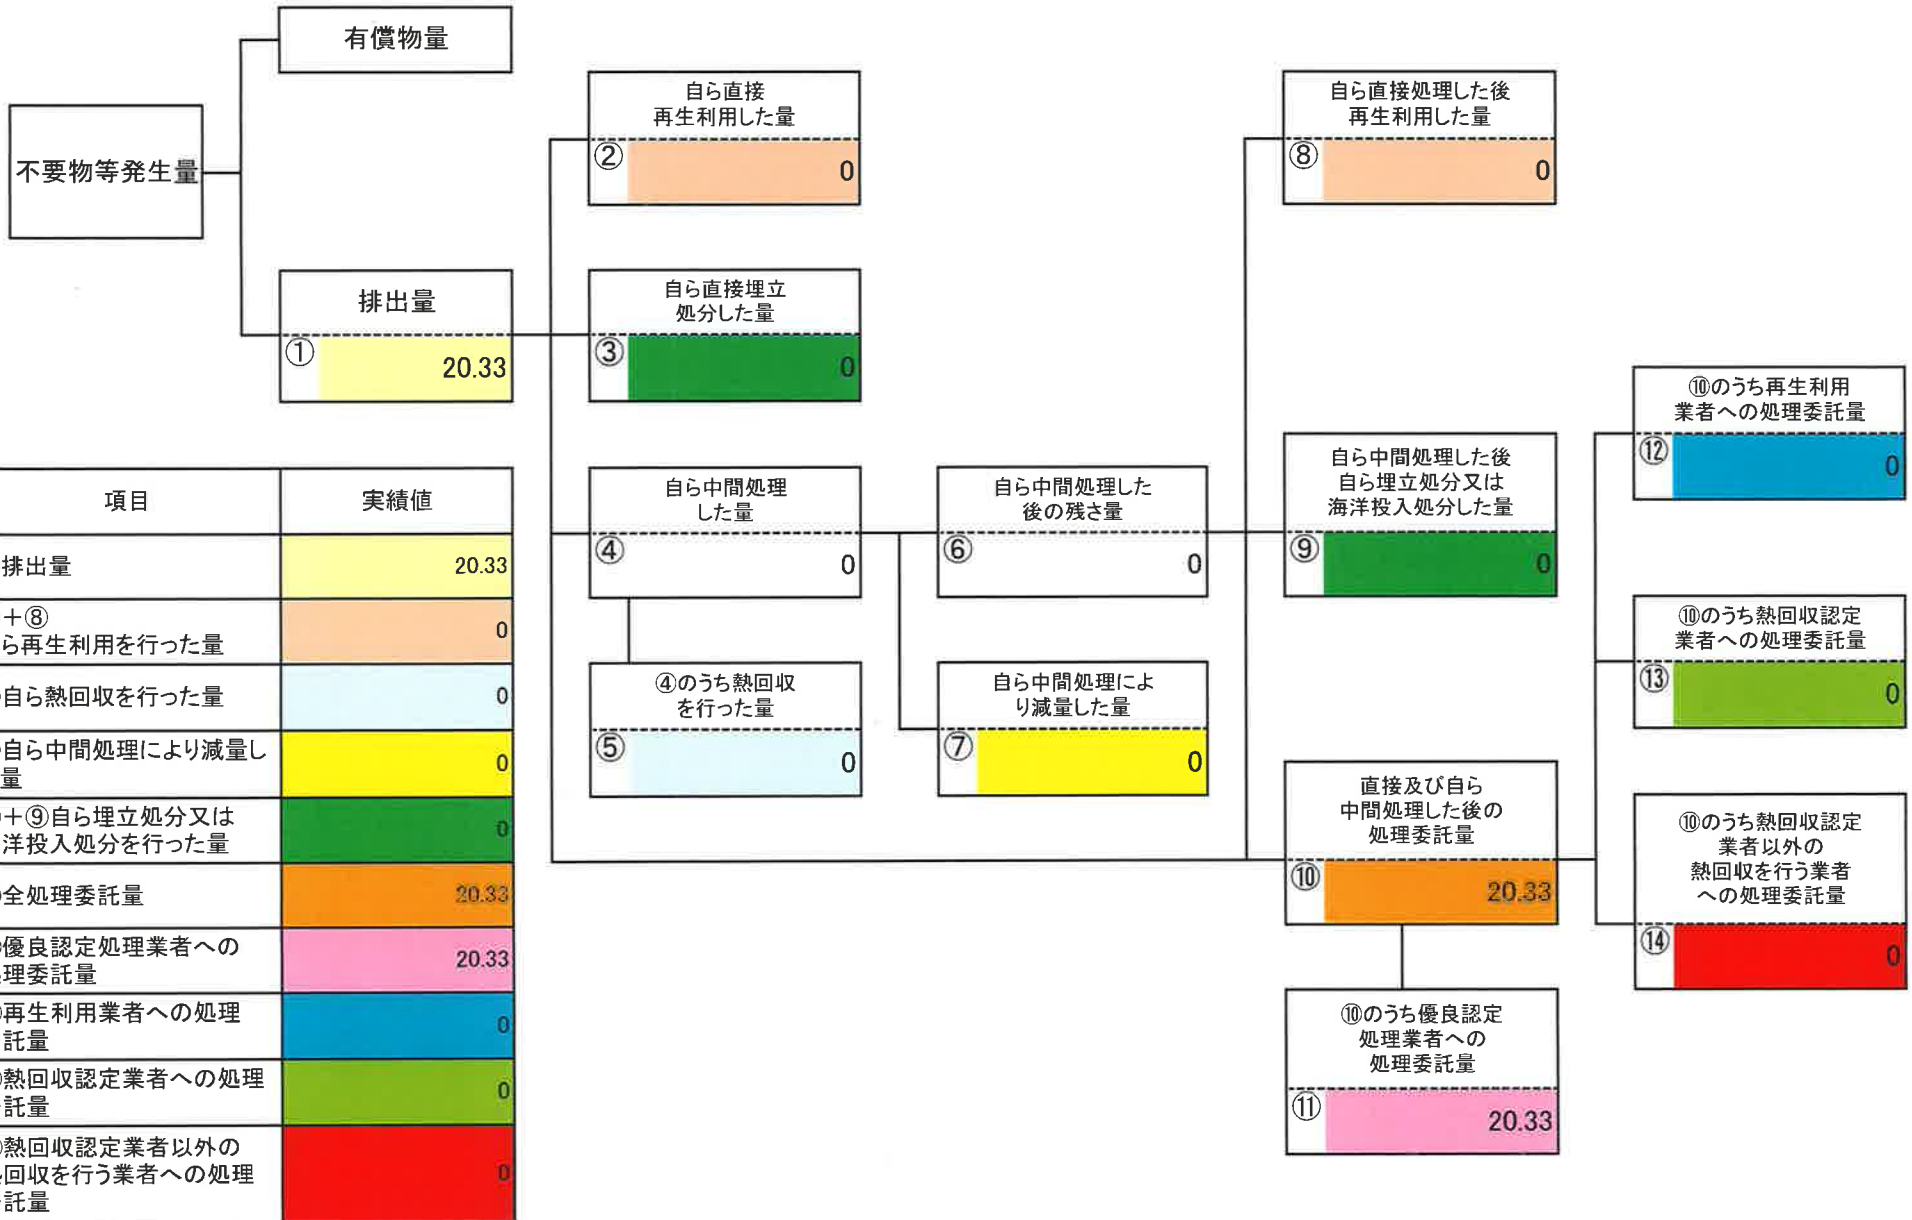 有償物量
不要物等発生量
排出量
①
20.33
自ら直接
再生利用した量
②
0
自ら直接埋立
処分した量
③
0
自ら中間処理
した量
④
0
④のうち熱回収
を行った量
⑤
0
自ら中間処理した
後の残さ量
⑥
0
自ら中間処理によ
り減量した量
⑦
0
自ら直接処理した後
再生利用した量
⑧
0
自ら中間処理した後
自ら埋立処分又は
海洋投入処分した量
⑨
0
直接及び自ら
中間処理した後の
処理委託量
⑩
20.33
⑩のうち優良認定
処理業者への
処理委託量
⑪
20.33
⑩のうち再生利用
業者への処理委託量
⑫
0
⑩のうち熱回収認定
業者への処理委託量
⑬
0
⑩のうち熱回収認定
業者以外の
熱回収を行う業者
への処理委託量
⑭
0
項目 実績値
排出量 20.33
+⑧
ら再生利用を行った量 0
自ら熱回収を行った量 0
自ら中間処理により減量し
量 0
+⑨自ら埋立処分又は
洋投入処分を行った量 0
全処理委託量 20.33
優良認定処理業者への
理委託量 20.33
再生利用業者への処理
託量 0
熱回収認定業者への処理
託量 0
熱回収認定業者以外の
回収を行う業者への処理
託量 0